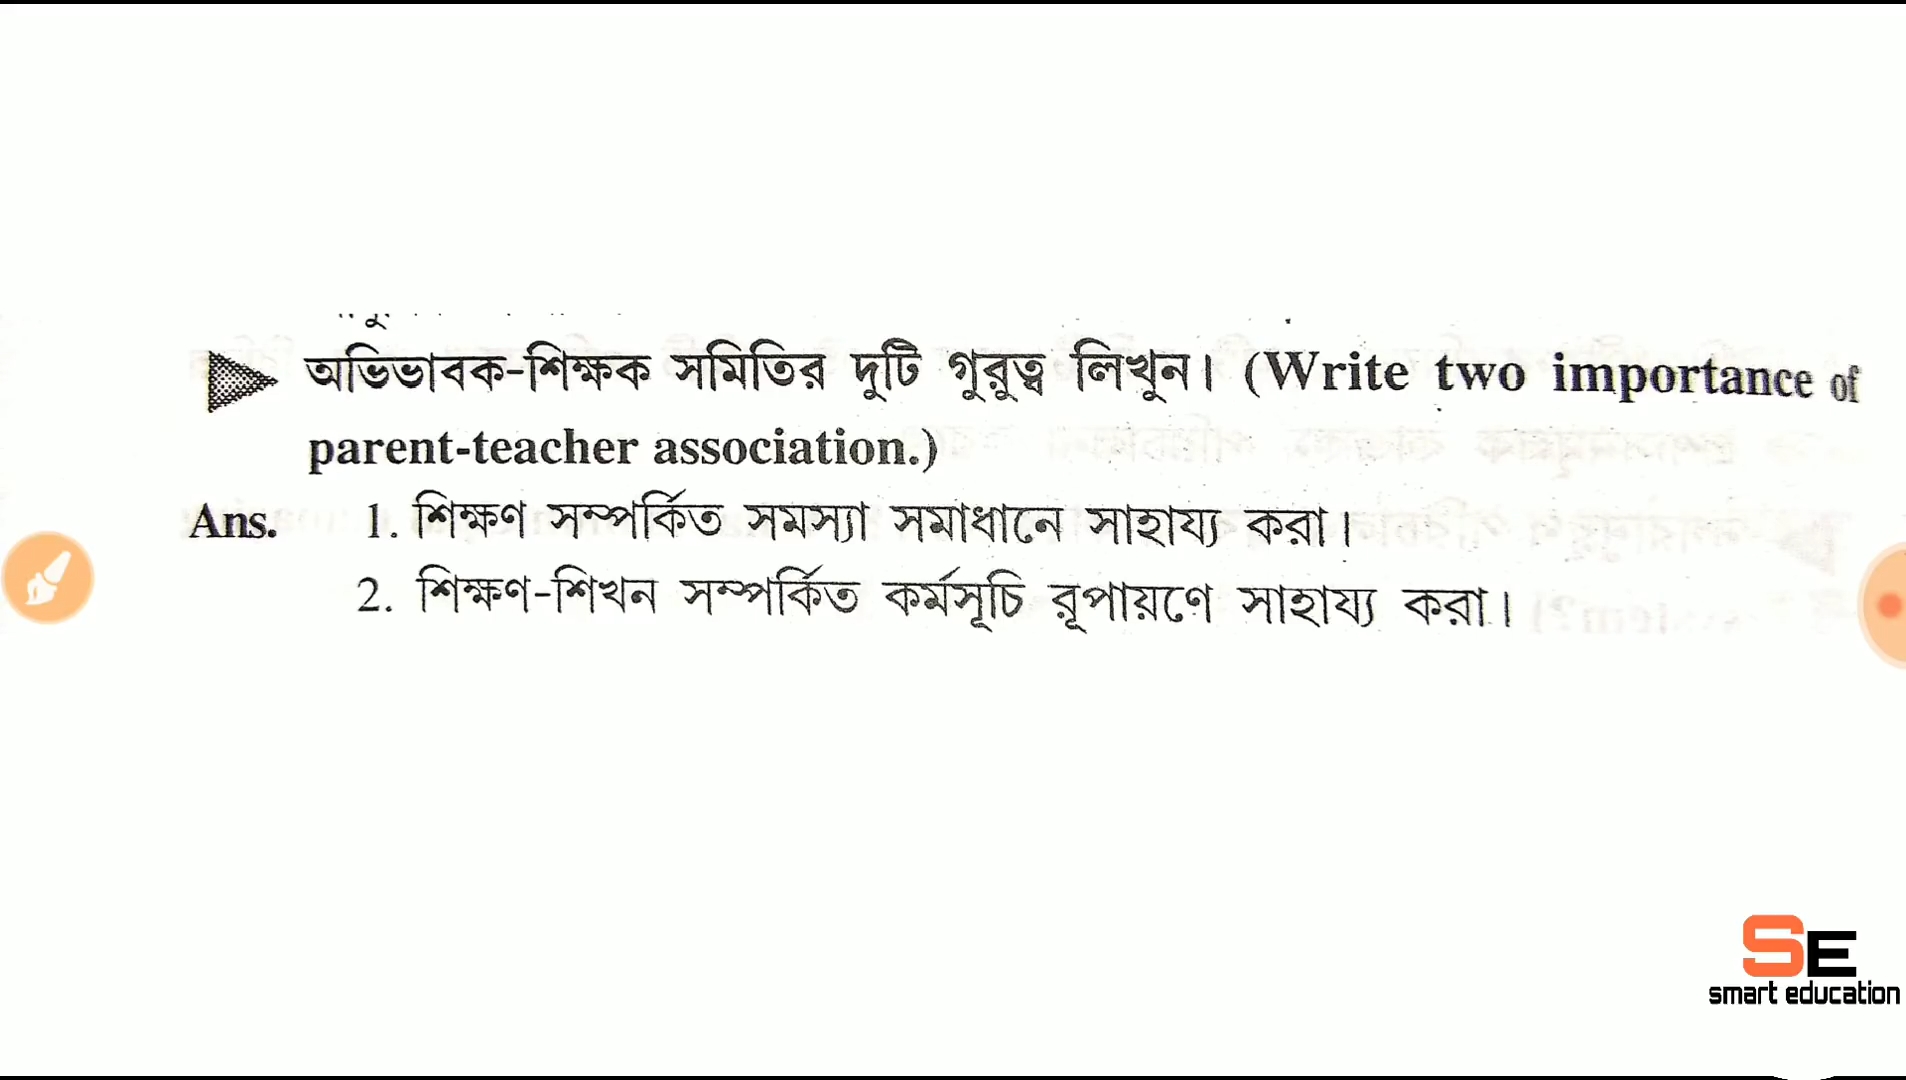 অভিভাবক-শিক্ষক সমিতির দুটি গুরুত্ব লিখুন। (Write two importance of
parent-teacher association.)
Ans. 1. শিক্ষণ সম্পর্কিত সমস্যা সমাধানে সাহায্য করা।
2. শিক্ষণ-শিখন সম্পর্কিত কর্মসূচি রূপায়ণে সাহায্য করা।
SE
smart education